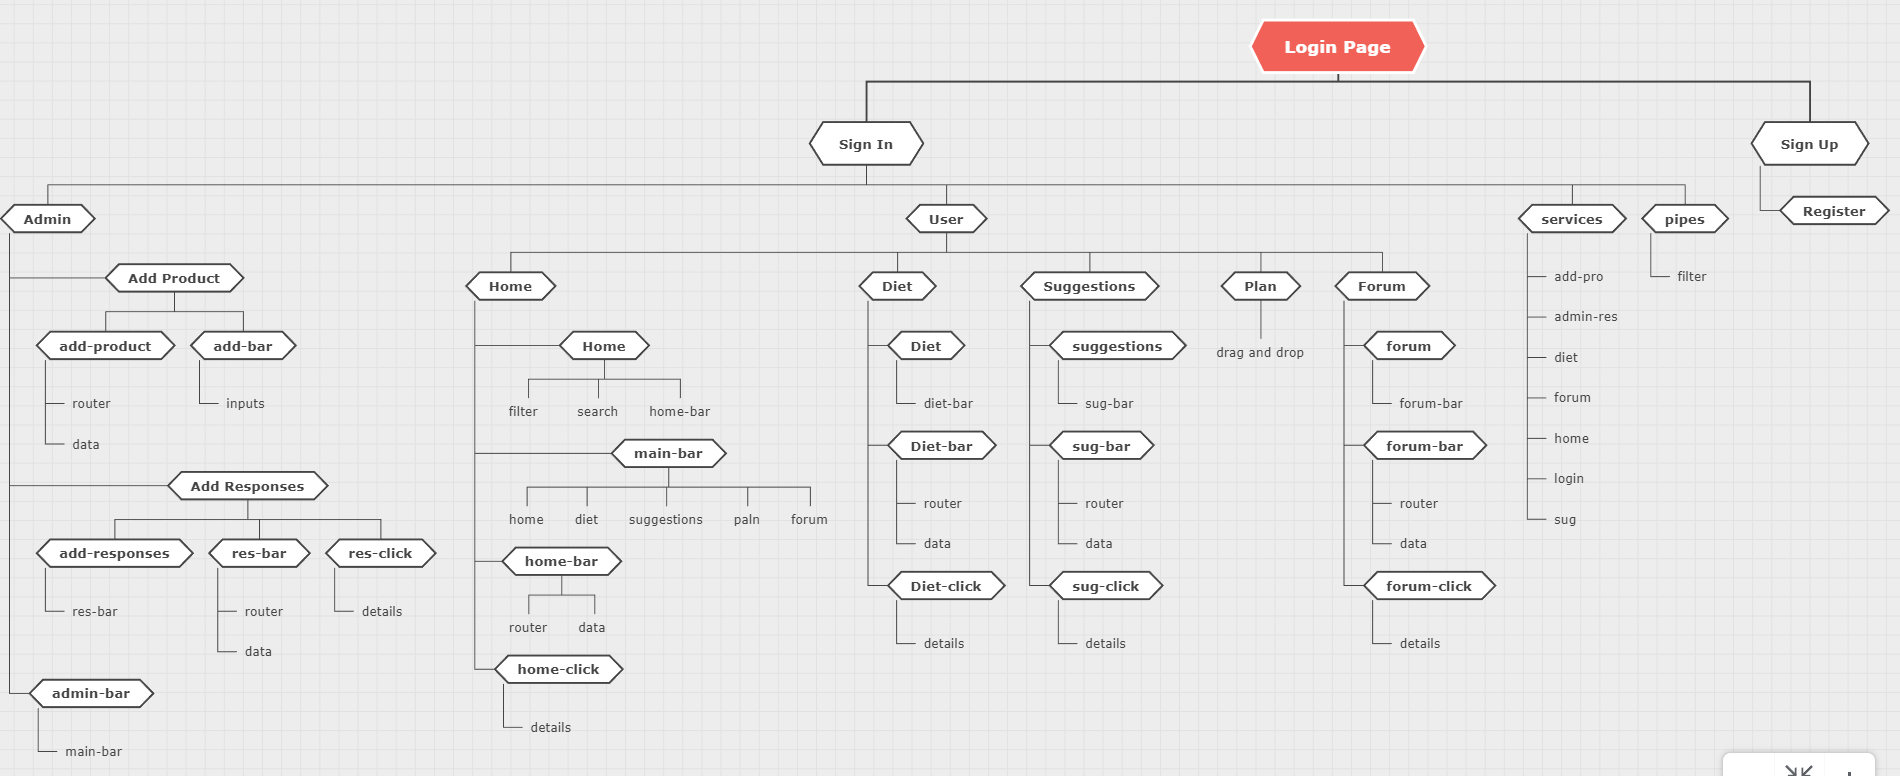 Login Page
Sign In
Sign Up
Admin
User
services
pipes
Register
Add Product
add-product
router
data
add-bar
inputs
Add Responses
add-responses
res-bar
res-bar
router
data
res-click
details
admin-bar
main-bar
Home
Home
filter
search
home-bar
main-bar
home
diet
suggestions
paln
forum
home-bar
router
data
home-click
details
Diet
Diet
diet-bar
Diet-bar
router
data
Diet-click
details
Suggestions
suggestions
sug-bar
sug-bar
router
data
sug-click
details
Plan
drag and drop
Forum
forum
forum-bar
forum-bar
router
data
forum-click
details
add-pro
admin-res
diet
forum
home
login
sug
filter